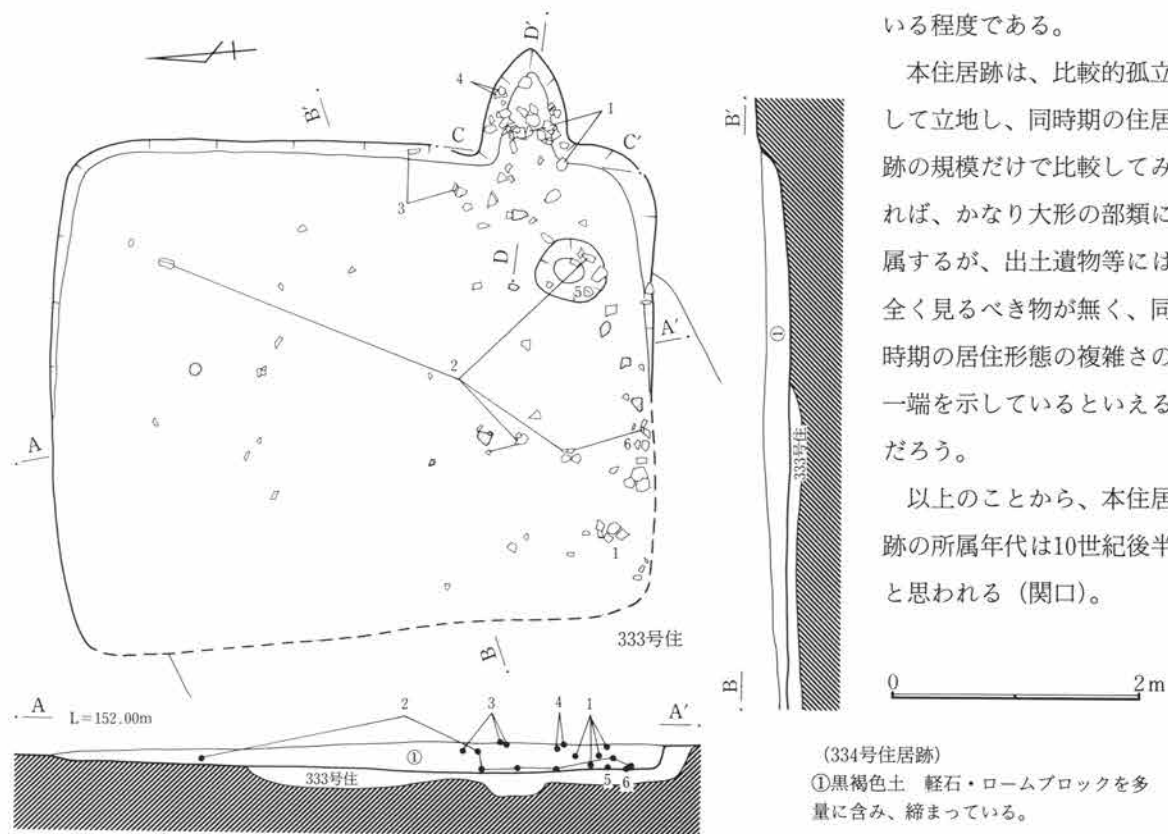 いる程度である。
　本住居跡は、比較的孤立
して立地し、同時期の住居
跡の規模だけで比較してみ
れば、かなり大形の部類に
属するが、出土遺物等には
全く見るべき物が無く、同
時期の居住形態の複雑さの
一端を示しているといえる
だろう。
　以上のことから、本住居
跡の所属年代は10世紀後半
と思われる（関口）。
D′
4
1
B′
C
C′
3
D
5
A′
2
6
A
1
333号住
B
B′
①
333号住
B
A
L=152.00m
2
3
4
1
A′
①
333号住
5
6
0
2m
(334号住居跡)
①黒褐色土　軽石・ロームブロックを多
量に含み、締まっている。